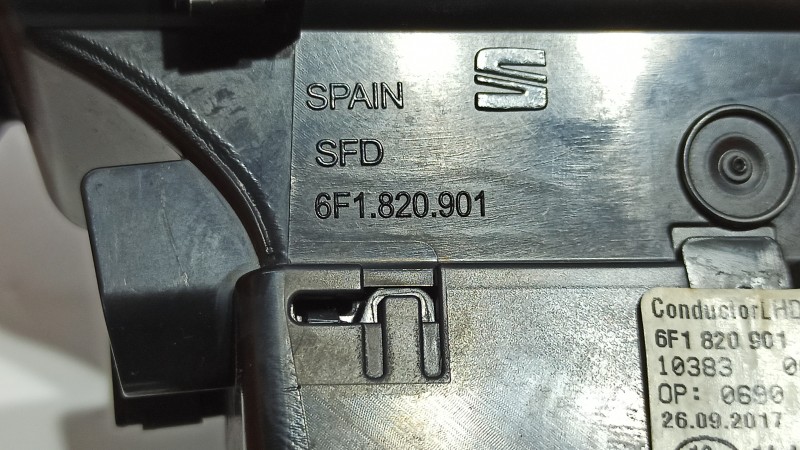 SPAIN
SFD
6F1.820.901
ConductorLHD
6F1 820 901
10383
OP: 0690
26.09.2017